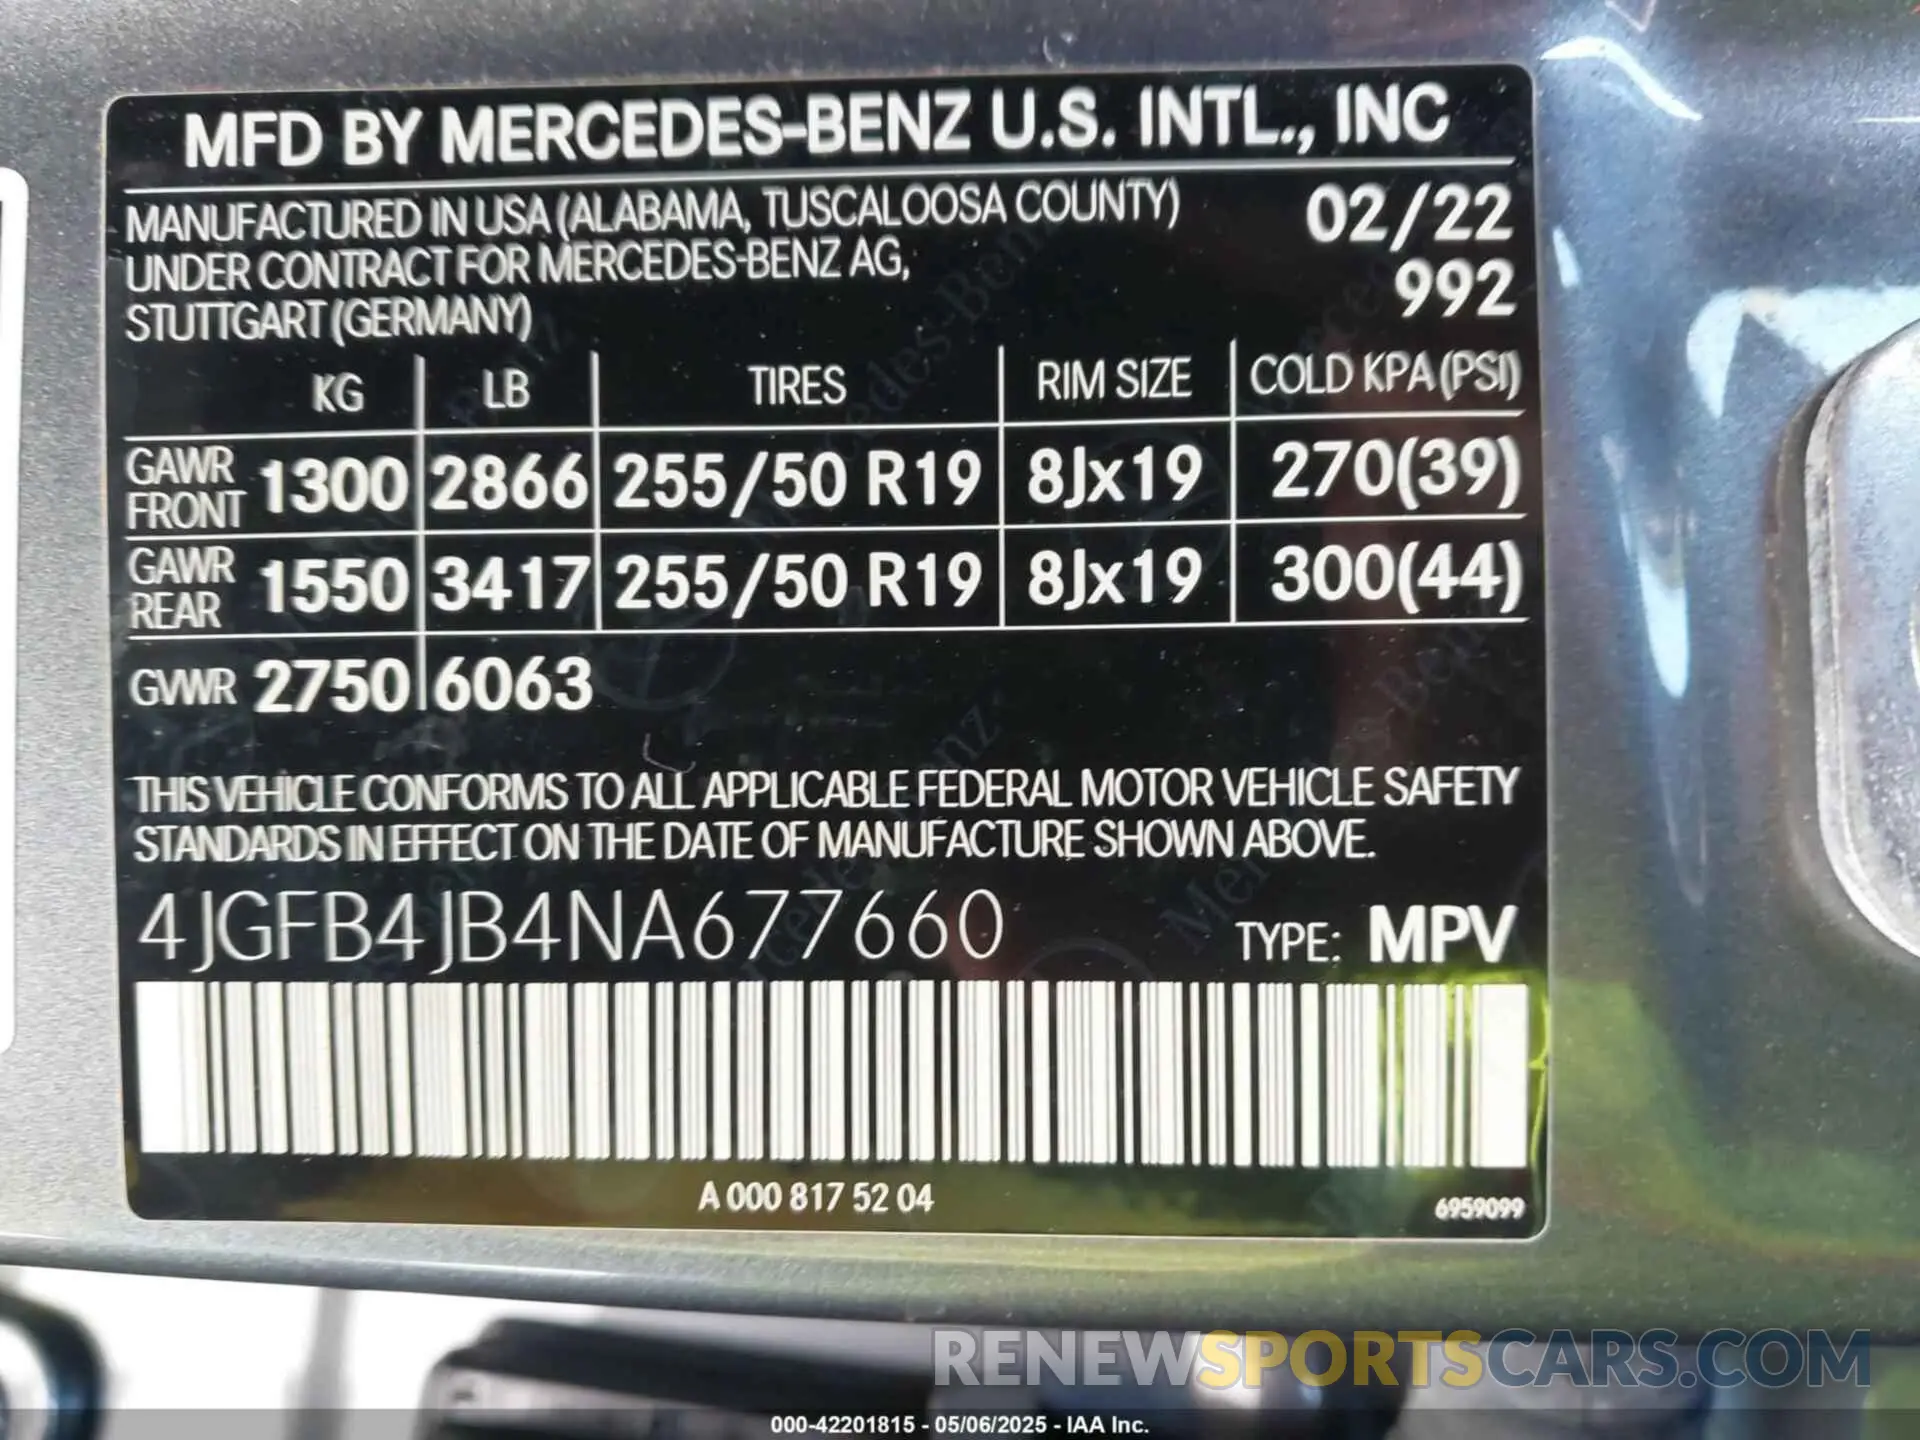 MFD BY MERCEDES-BENZ U.S. INTL., INC
MANUFACTURED IN USA (ALABAMA, TUSCALOOSA COUNTY) 02/22
UNDER CONTRACT FOR MERCEDES-BENZ AG, 992
STUTTGART (GERMANY)
KG LB TIRES RIM SIZE COLD KPA (PSI)
GAWR FRONT 1300 2866 255/50 R19 8Jx19 270(39)
GAWR REAR 1550 3417 255/50 R19 8Jx19 300(44)
GVWR 2750 6063
THIS VEHICLE CONFORMS TO ALL APPLICABLE FEDERAL MOTOR VEHICLE SAFETY
STANDARDS IN EFFECT ON THE DATE OF MANUFACTURE SHOWN ABOVE.
4JGFB4JB4NA677660 TYPE: MPV
A 000 817 52 04 6959099
RENEWSPORTSCARS.COM
000-42201815 - 05/06/2025 - IAA Inc.